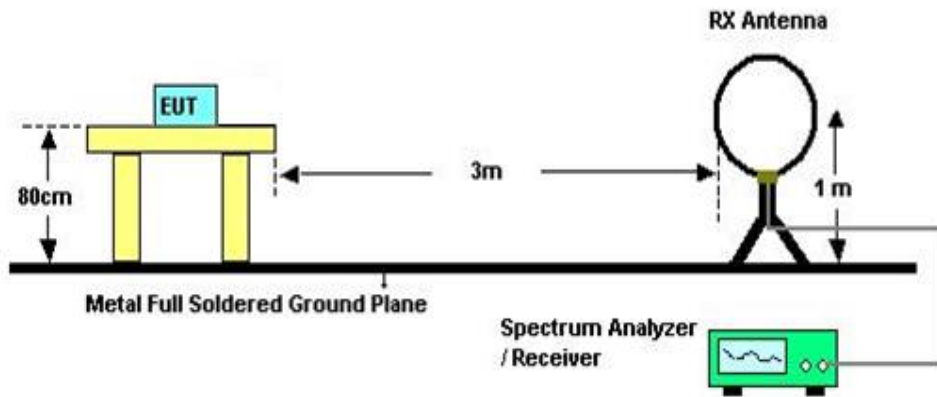 RX Antenna
EUT
80cm
3m
1 m
Metal Full Soldered Ground Plane
Spectrum Analyzer
/ Receiver